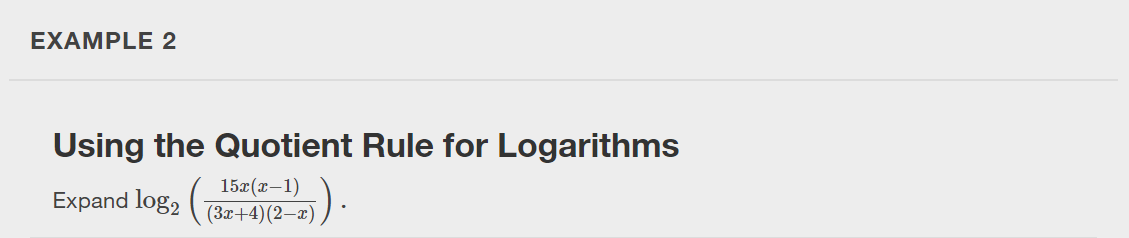 EXAMPLE 2
Using the Quotient Rule for Logarithms
Expand log₂ (15x(x−1) / (3x+4)(2−x)).